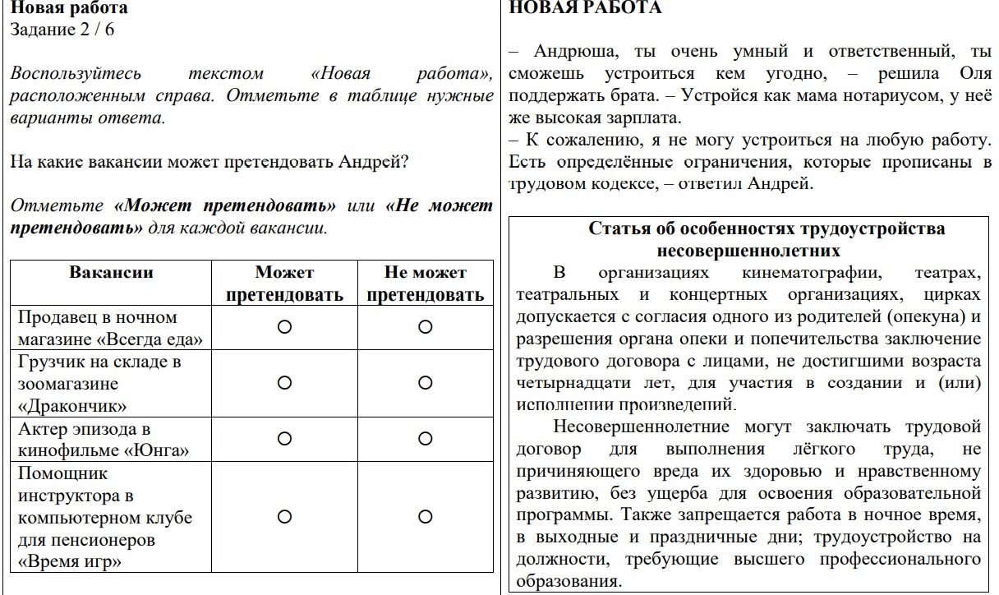 Новая работа
Задание 2 / 6
Воспользуйтесь текстом «Новая работа»,
расположенным справа. Отметьте в таблице нужные
варианты ответа.
На какие вакансии может претендовать Андрей?
Отметьте «Может претендовать» или «Не может
претендовать» для каждой вакансии.
Вакансии
Может
претендовать
Не может
претендовать
Продавец в ночном
магазине «Всегда еда»
Грузчик на складе в
зоомагазине
«Дракончик»
Актер эпизода в
кинофильме «Юнга»
Помощник
инструктора в
компьютерном клубе
для пенсионеров
«Время игр»
НОВАЯ РАБОТА
– Андрюша, ты очень умный и ответственный, ты
сможешь устроиться кем угодно, – решила Оля
поддержать брата. – Устройся как мама нотариусом, у неё
же высокая зарплата.
– К сожалению, я не могу устроиться на любую работу.
Есть определённые ограничения, которые прописаны в
трудовом кодексе, – ответил Андрей.
Статья об особенностях трудоустройства
несовершеннолетних
В организациях кинематографии, театрах,
театральных и концертных организациях, цирках
допускается с согласия одного из родителей (опекуна) и
разрешения органа опеки и попечительства заключение
трудового договора с лицами, не достигшими возраста
четырнадцати лет, для участия в создании и (или)
исполнении произведений.
Несовершеннолетние могут заключать трудовой
договор для выполнения лёгкого труда, не
причиняющего вреда их здоровью и нравственному
развитию, без ущерба для освоения образовательной
программы. Также запрещается работа в ночное время,
в выходные и праздничные дни; трудоустройство на
должности, требующие высшего профессионального
образования.